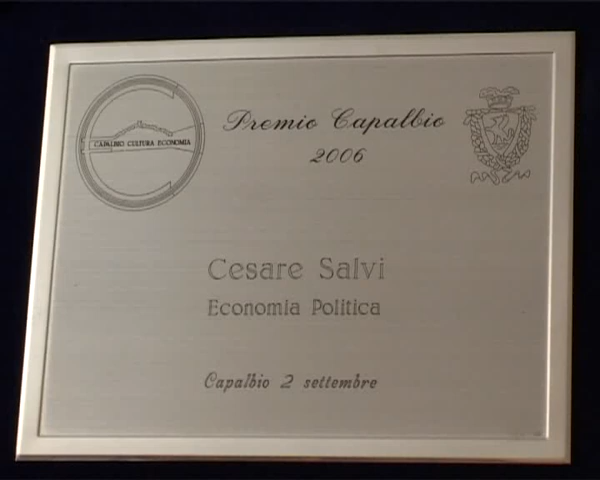 CAPALBIO CULTURA ECONOMIA
Premio Capalbio
2006
Cesare Salvi
Economia Politica
Capalbio 2 settembre